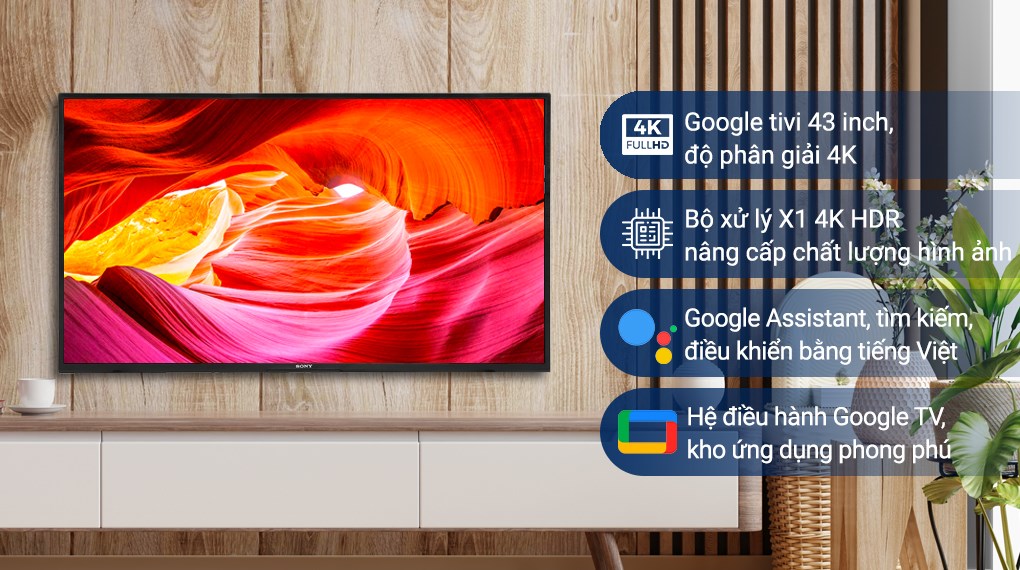 SONY
4K
FULLHD
Google tivi 43 inch,
độ phân giải 4K
Bộ xử lý X1 4K HDR
nâng cấp chất lượng hình ảnh
Google Assistant, tìm kiếm,
điều khiển bằng tiếng Việt
Hệ điều hành Google TV,
kho ứng dụng phong phú